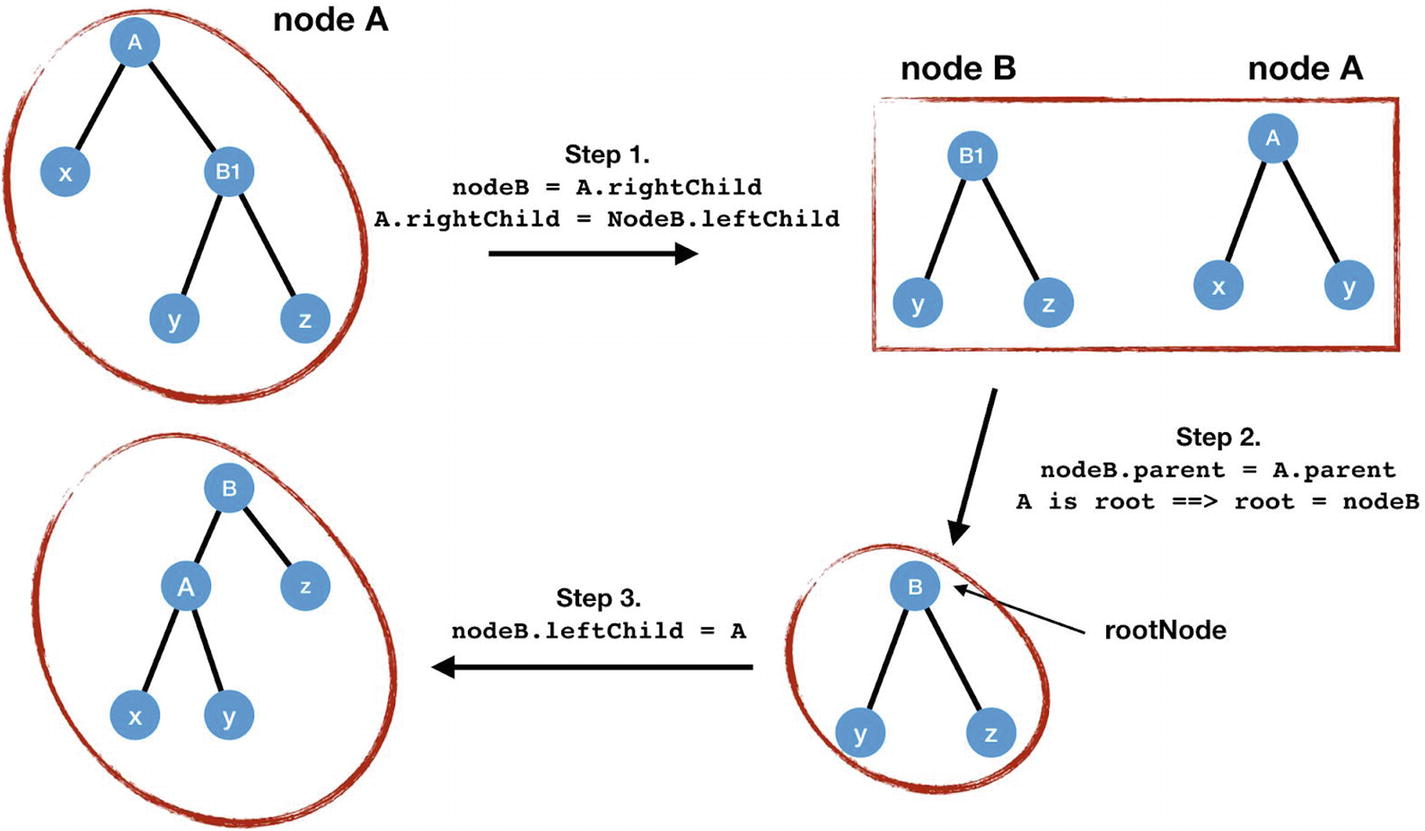 node A
A
x
B1
y
z
Step 1.
nodeB = A.rightChild
A.rightChild = NodeB.leftChild
node B
node A
B1
y
z
A
x
y
Step 2.
nodeB.parent = A.parent
A is root ==> root = nodeB
B
y
z
rootNode
Step 3.
nodeB.leftChild = A
B
A
z
x
y